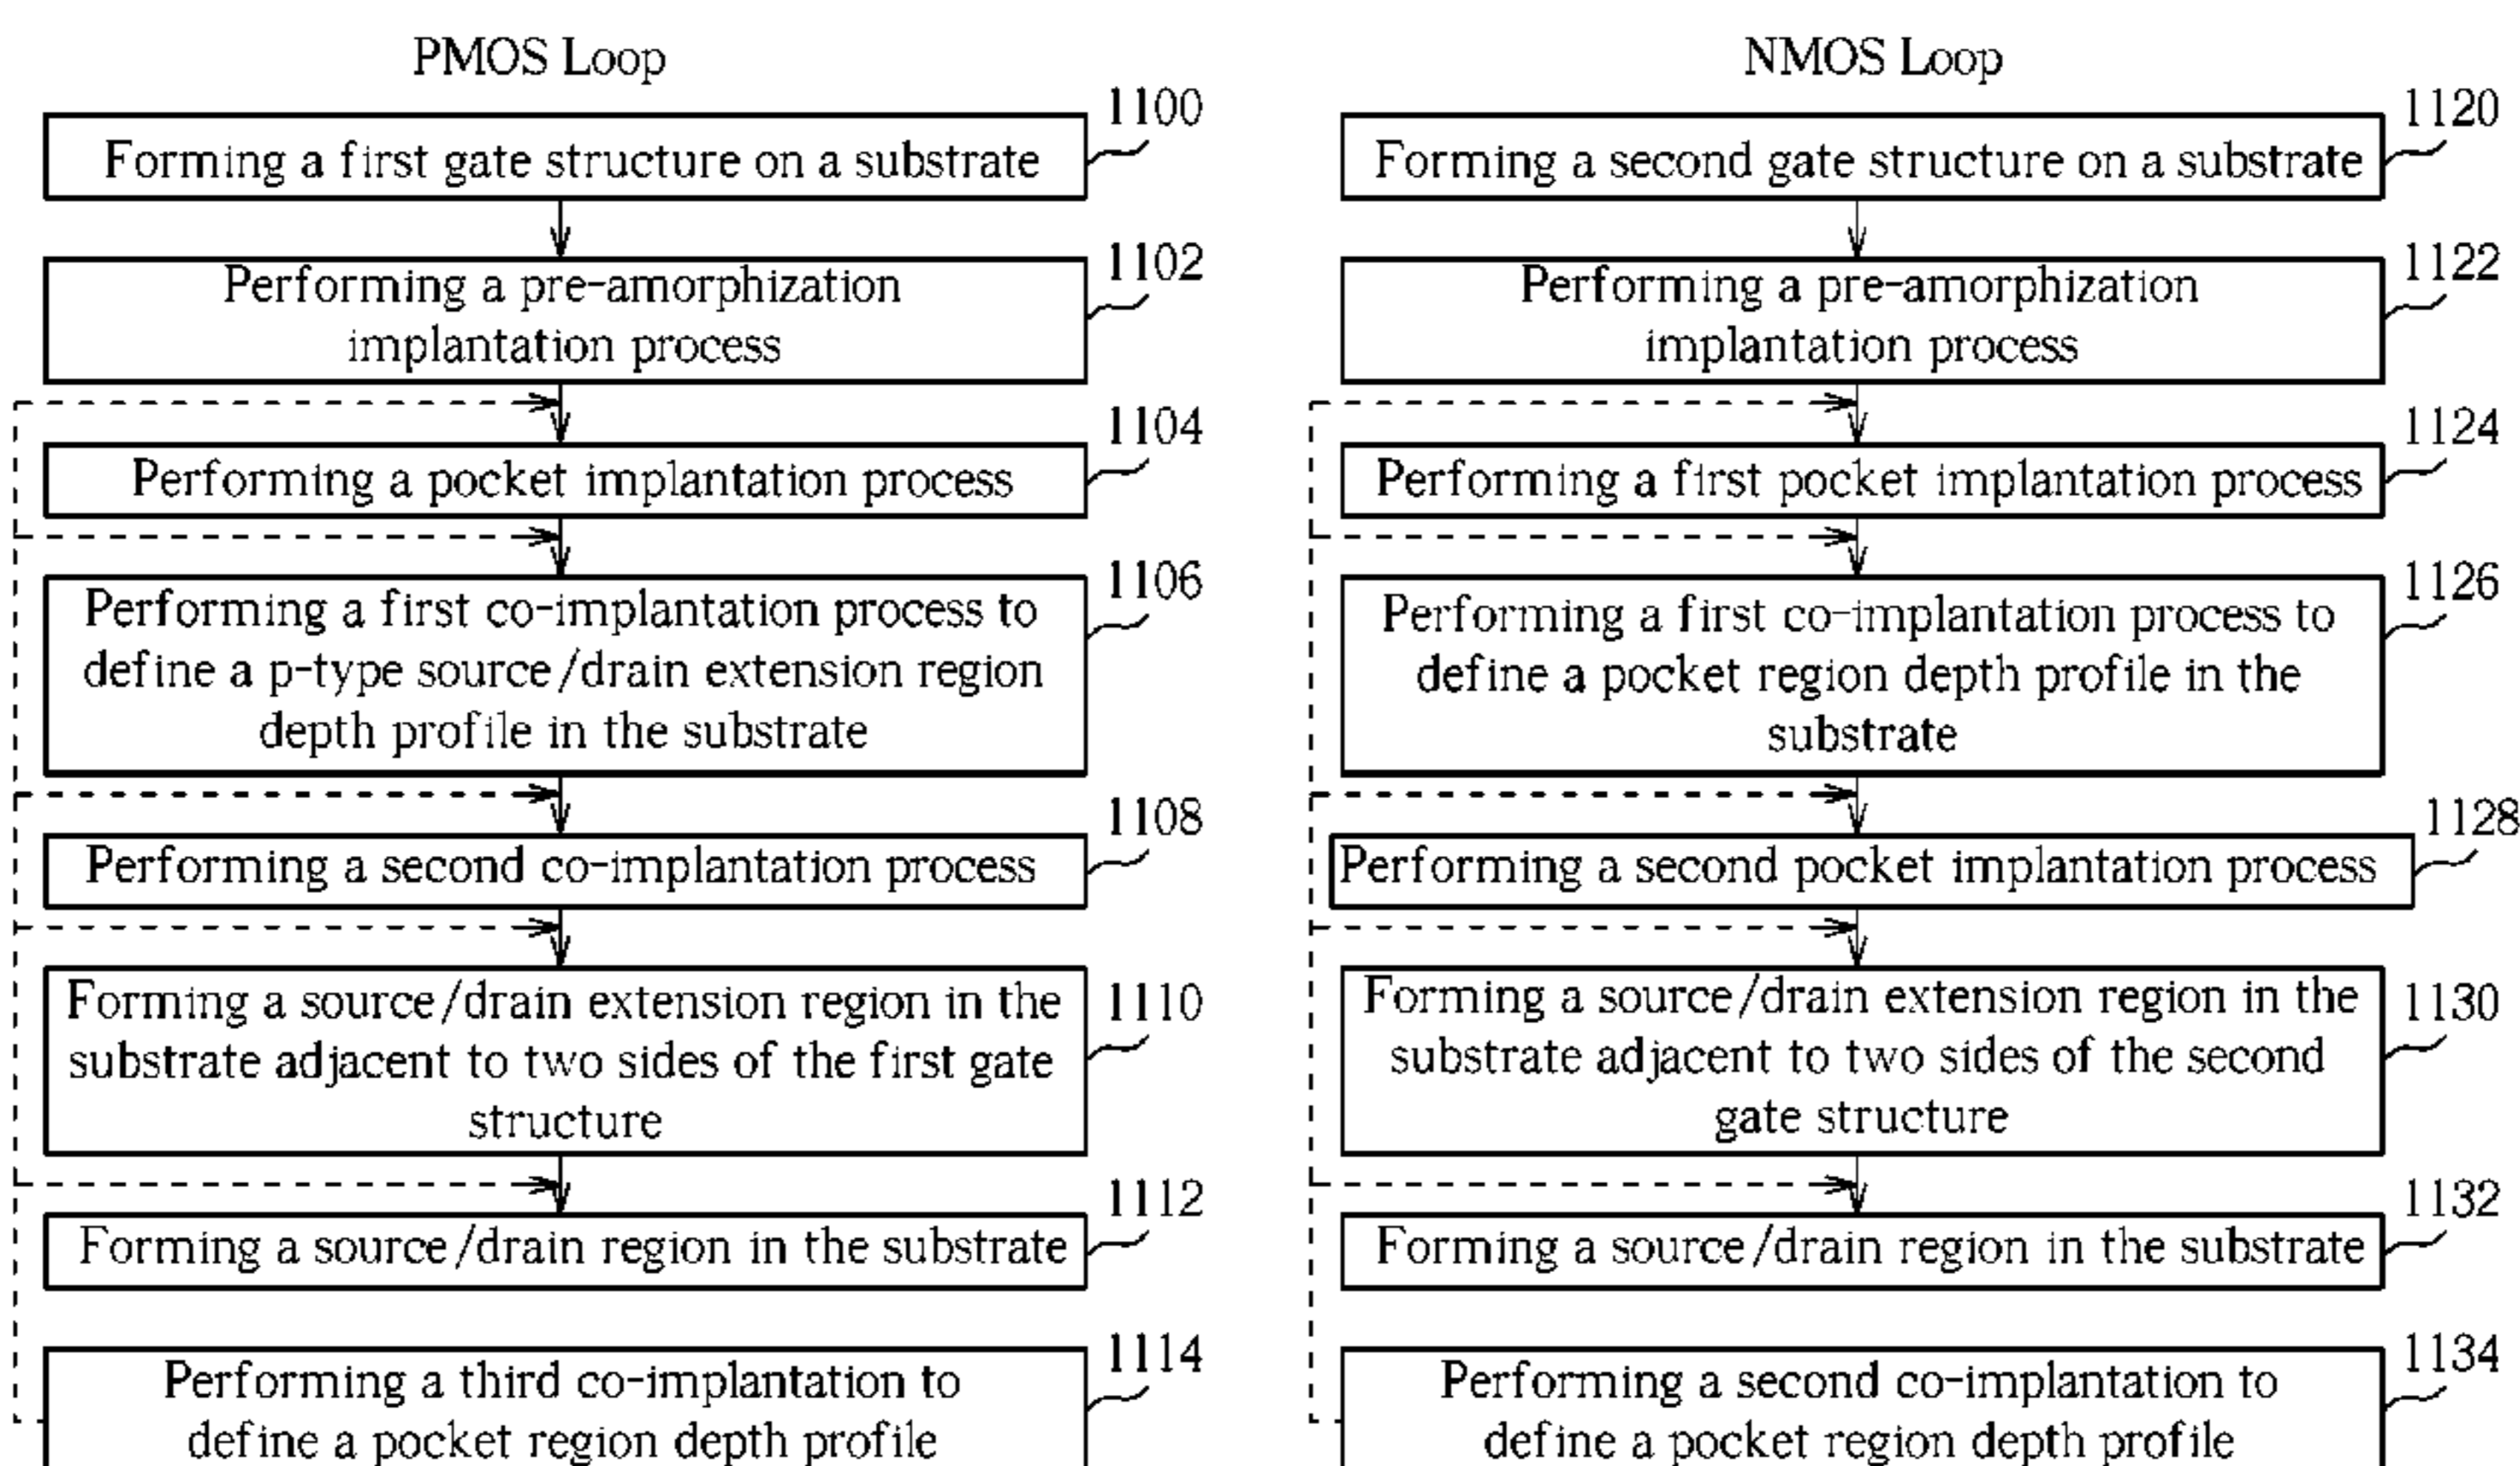 PMOS Loop
1100
Forming a first gate structure on a substrate
1102
Performing a pre-amorphization
implantation process
1104
Performing a pocket implantation process
1106
Performing a first co-implantation process to
define a p-type source/drain extension region
depth profile in the substrate
1108
Performing a second co-implantation process
1110
Forming a source/drain extension region in the
substrate adjacent to two sides of the first gate
structure
1112
Forming a source/drain region in the substrate
1114
Performing a third co-implantation to
define a pocket region depth profile
NMOS Loop
1120
Forming a second gate structure on a substrate
1122
Performing a pre-amorphization
implantation process
1124
Performing a first pocket implantation process
1126
Performing a first co-implantation process to
define a pocket region depth profile in the
substrate
1128
Performing a second pocket implantation process
1130
Forming a source/drain extension region in the
substrate adjacent to two sides of the second
gate structure
1132
Forming a source/drain region in the substrate
1134
Performing a second co-implantation to
define a pocket region depth profile